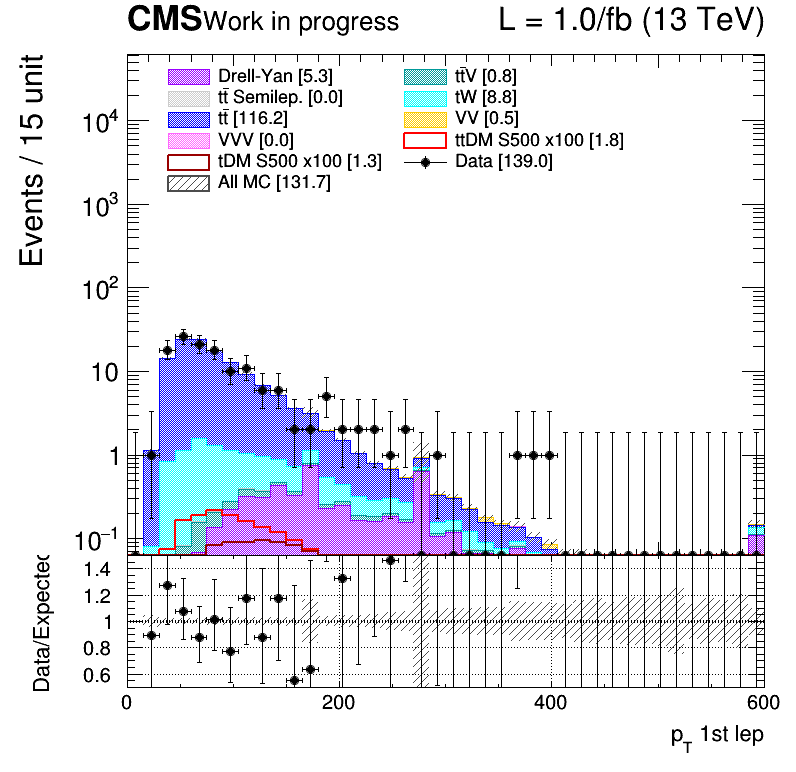 CMS Work in progress L = 1.0/fb (13 TeV)
Drell-Yan [5.3] tt̄V [0.8]
tt̄ Semilep. [0.0] tW [8.8]
tt̄ [116.2] VV [0.5]
VVV [0.0] ttDM S500 x100 [1.8]
tDM S500 x100 [1.3] Data [139.0]
All MC [131.7]
Events / 15 unit
10⁴
10³
10²
10
1
10⁻¹
Data/Expected
1.4
1.2
1
0.8
0.6
0 200 400 600
p_T 1st lep